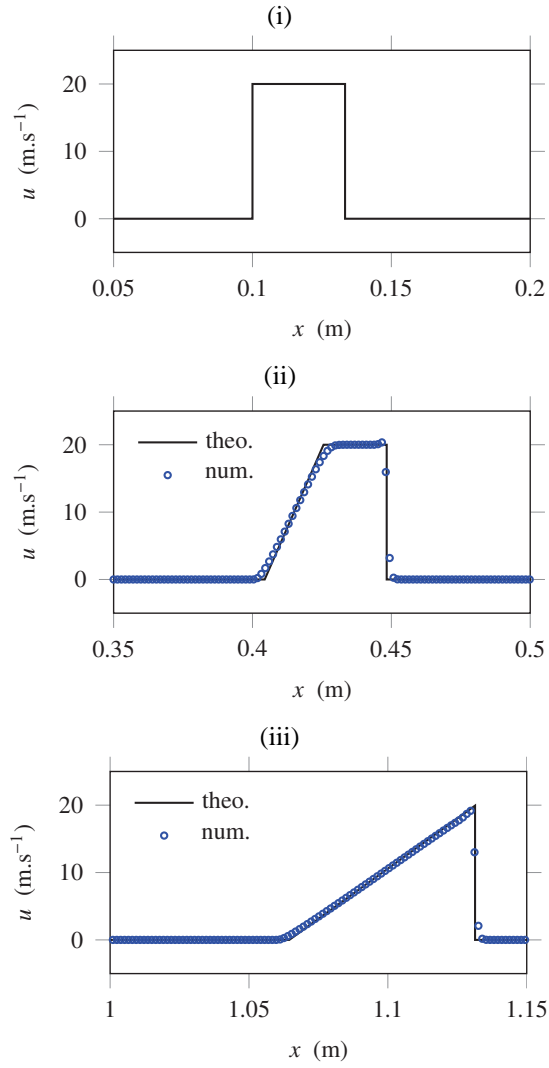 (i)
20
10
0
u (m.s⁻¹)
0.05 0.1 0.15 0.2
x (m)
(ii)
theo.
num.
20
10
0
u (m.s⁻¹)
0.35 0.4 0.45 0.5
x (m)
(iii)
theo.
num.
20
10
0
u (m.s⁻¹)
1 1.05 1.1 1.15
x (m)